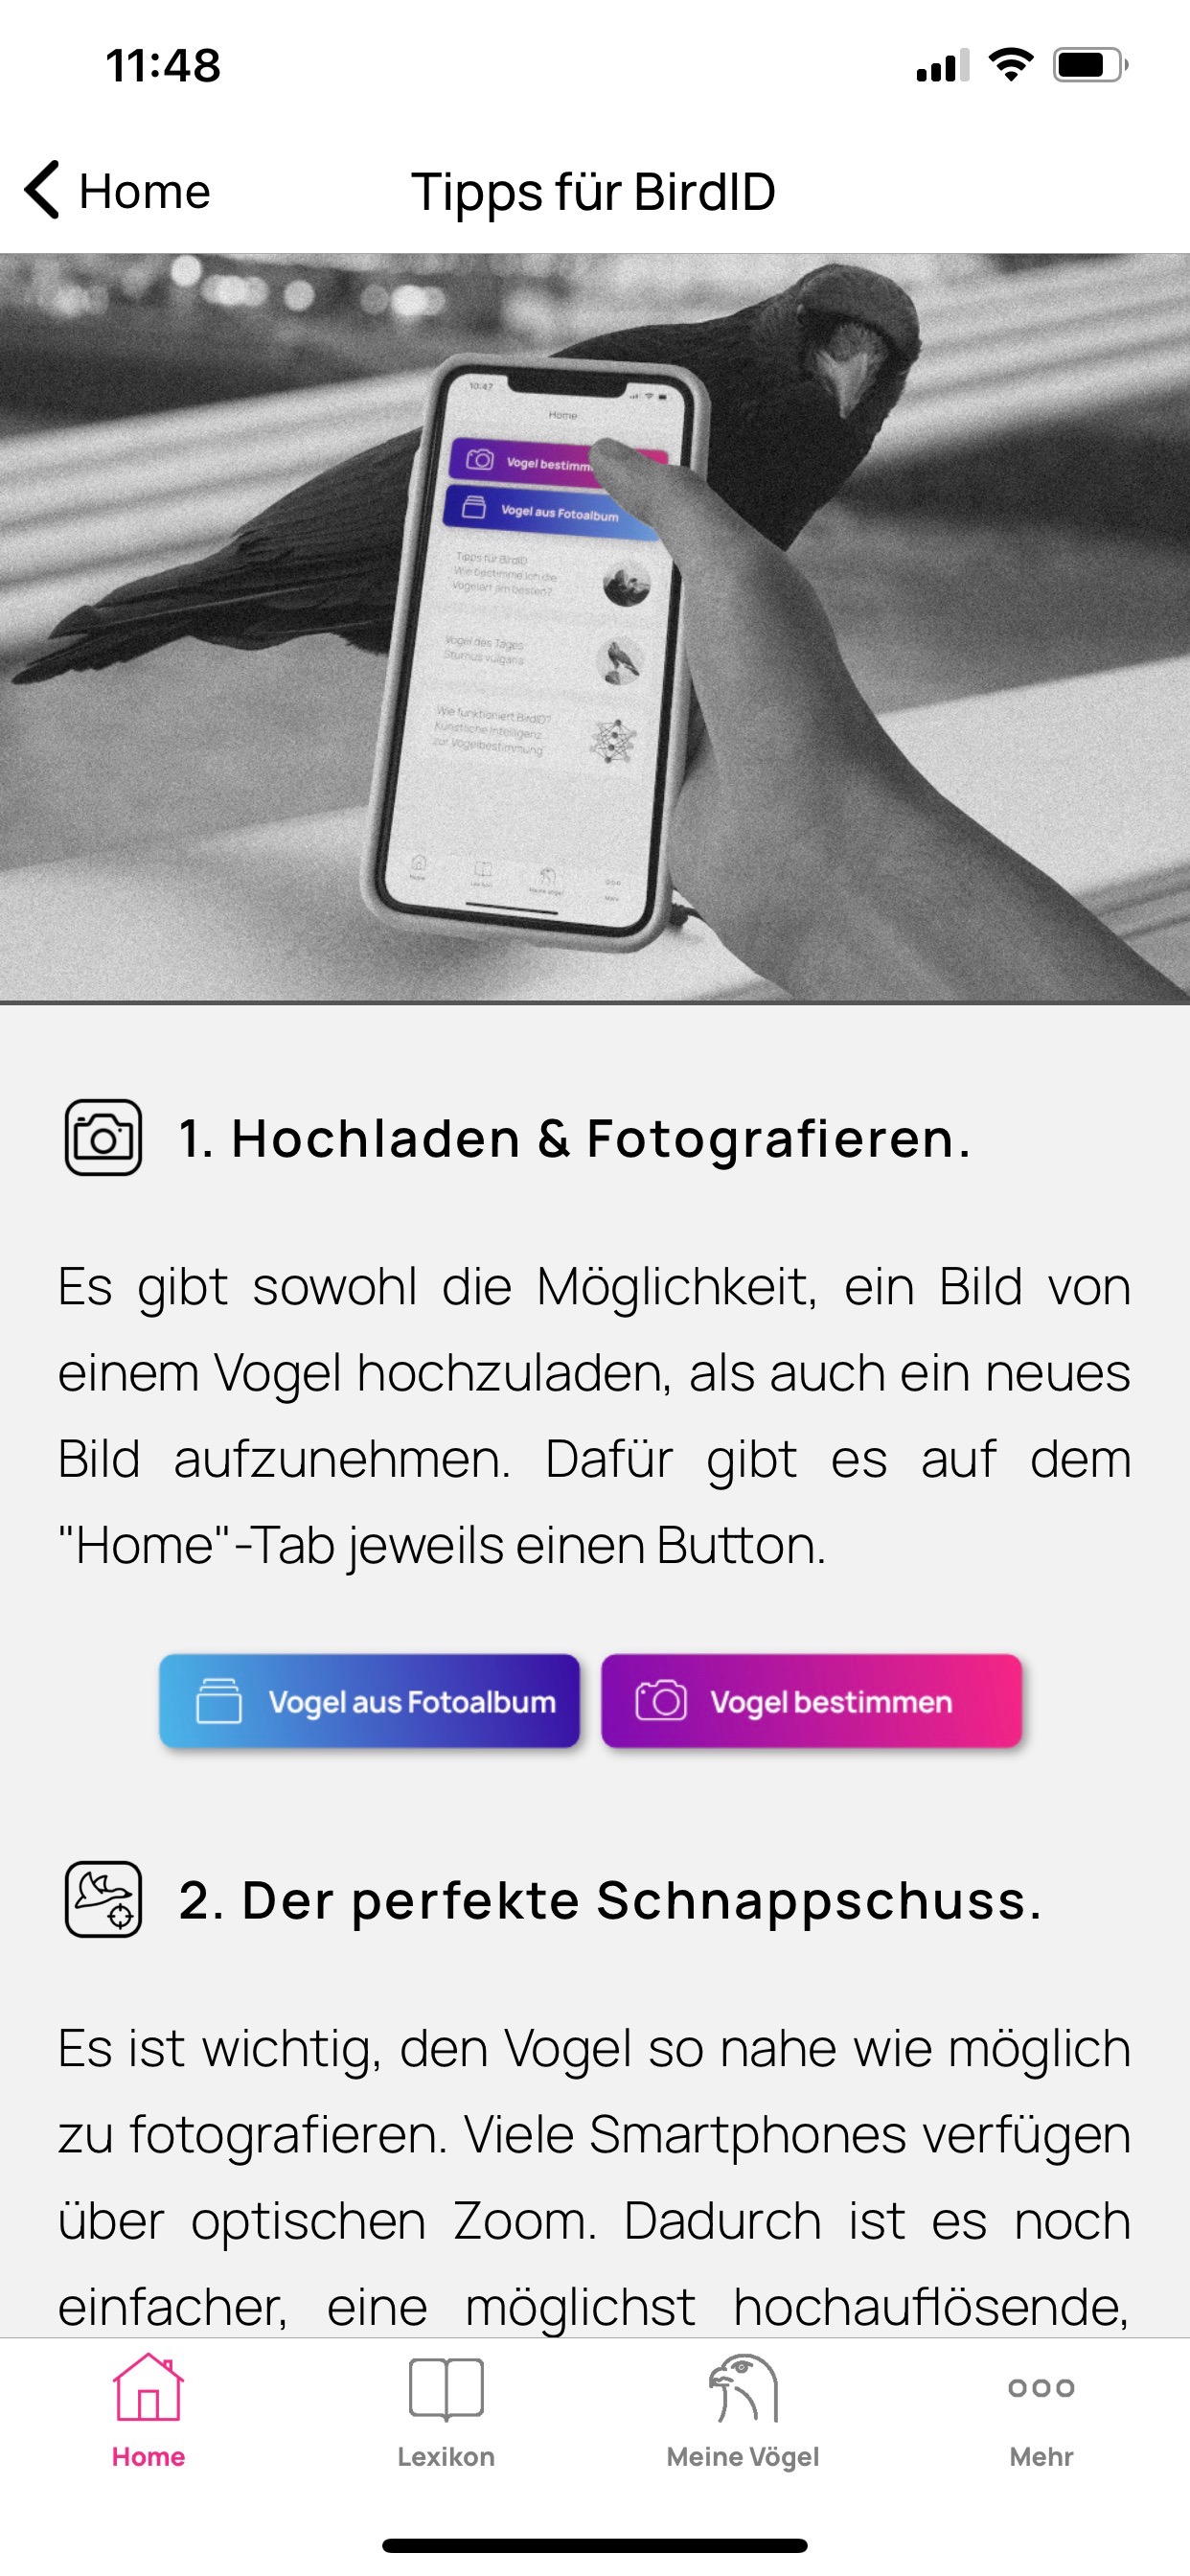 11:48
Home
Tipps für BirdID
10:47
Home
Vogel bestimm
Vogel aus Fotoalbum
Tipps für BirdID
Wie bestimme ich die
Vogelart am besten?
Vogel des Tages
Sturnus vulgaris
Wie funktioniert BirdID?
Künstliche Intelligenz
zur Vogelbestimmung
Home
Mehr
1. Hochladen & Fotografieren.
Es gibt sowohl die Möglichkeit, ein Bild von
einem Vogel hochzuladen, als auch ein neues
Bild aufzunehmen. Dafür gibt es auf dem
"Home"-Tab jeweils einen Button.
Vogel aus Fotoalbum
Vogel bestimmen
2. Der perfekte Schnappschuss.
Es ist wichtig, den Vogel so nahe wie möglich
zu fotografieren. Viele Smartphones verfügen
über optischen Zoom. Dadurch ist es noch
einfacher, eine möglichst hochauflösende,
Home
Lexikon
Meine Vögel
Mehr